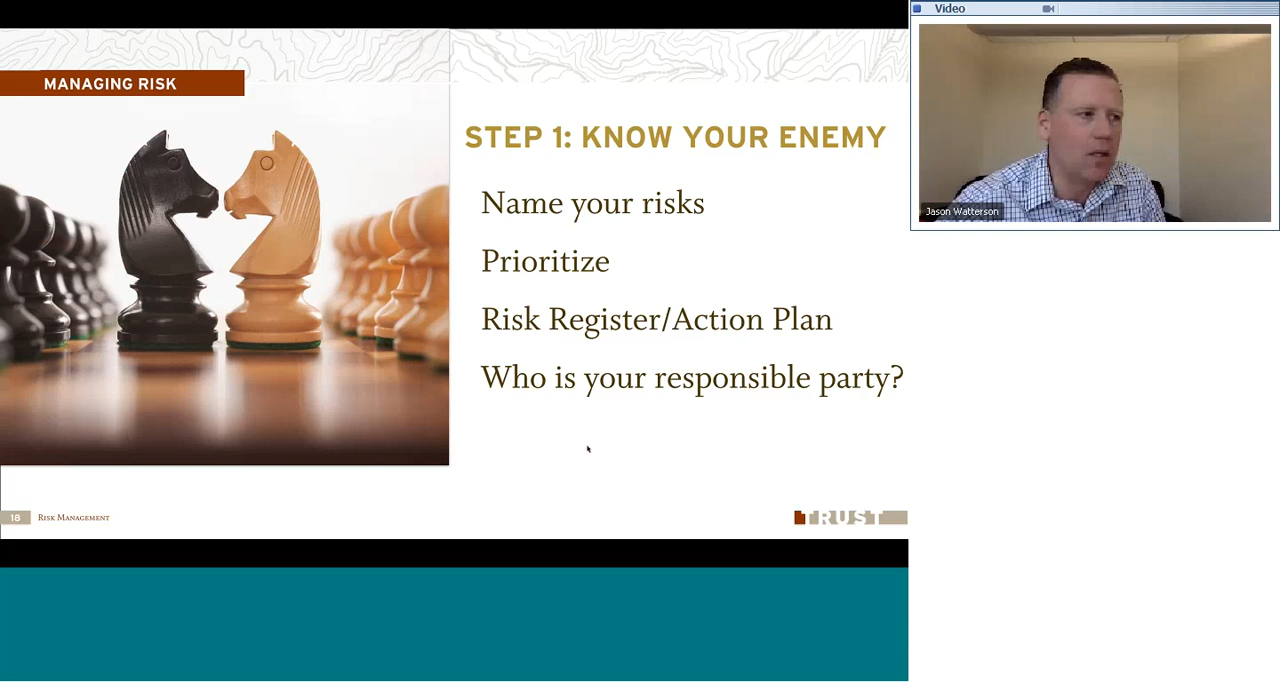 MANAGING RISK
STEP 1: KNOW YOUR ENEMY
Name your risks
Prioritize
Risk Register/Action Plan
Who is your responsible party?
18 Risk Management
TRUST
Video
Jason Watterson